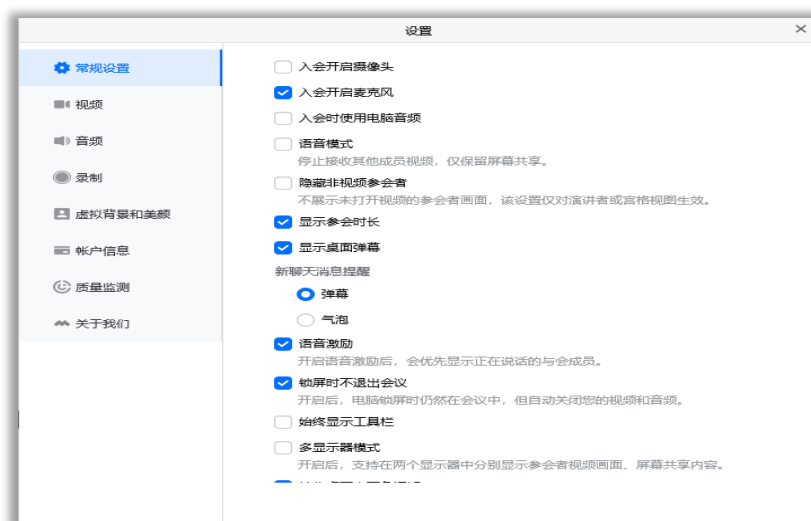 设置
常规设置
视频
音频
录制
虚拟背景和美颜
帐户信息
质量监测
关于我们
入会开启摄像头
入会开启麦克风
入会时使用电脑音频
语音模式
停止接收其他成员视频，仅保留屏幕共享。
隐藏非视频参会者
不展示未打开视频的参会者画面，该设置仅对演讲者或宫格视图生效。
显示参会时长
显示桌面弹幕
新聊天消息提醒
弹幕
气泡
语音激励
开启语音激励后，会优先显示正在说话的与会成员。
锁屏时不退出会议
开启后，电脑锁屏时仍然在会议中，但自动关闭您的视频和音频。
始终显示工具栏
多显示器模式
开启后，支持在两个显示器中分别显示参会者视频画面、屏幕共享内容。